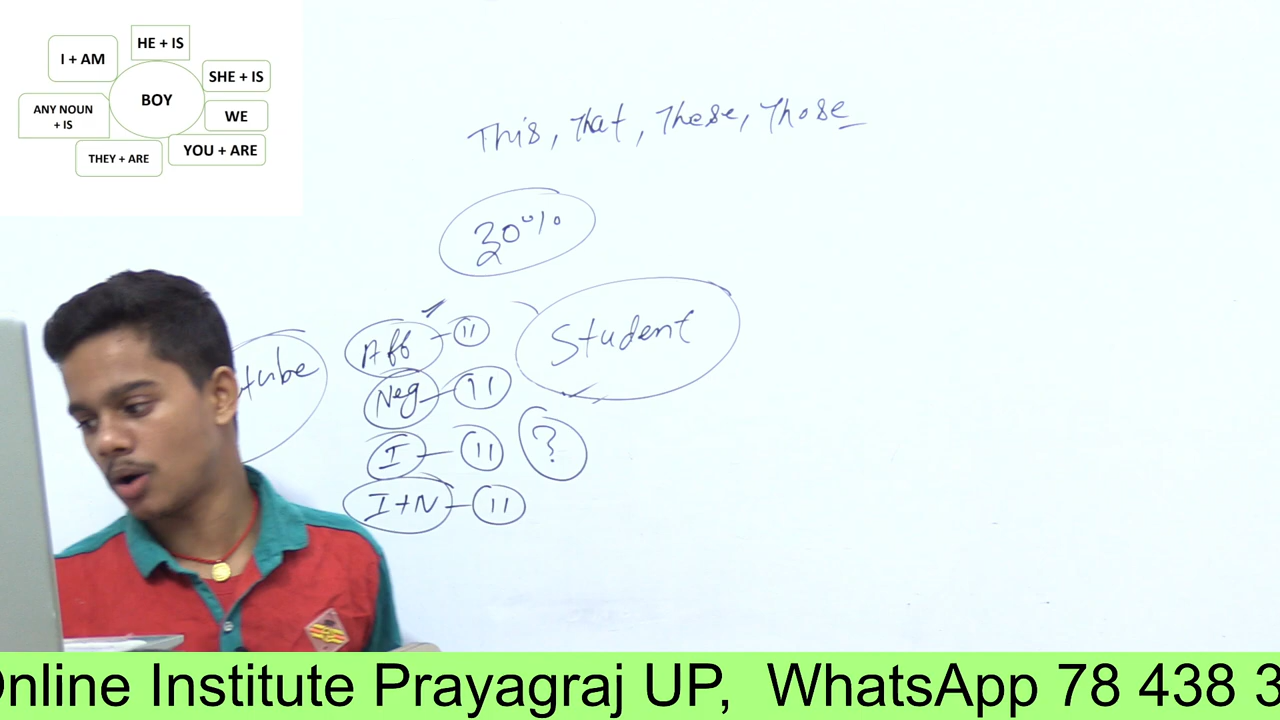 HE + IS
I + AM
SHE + IS
BOY
ANY NOUN
+ IS
WE
THEY + ARE
YOU + ARE
This, That, These, Those
30%
Student
Aff - 11
Neg - 11
I - 11
?
I+N - 11
tube
Online Institute Prayagraj UP, WhatsApp 78 438 3